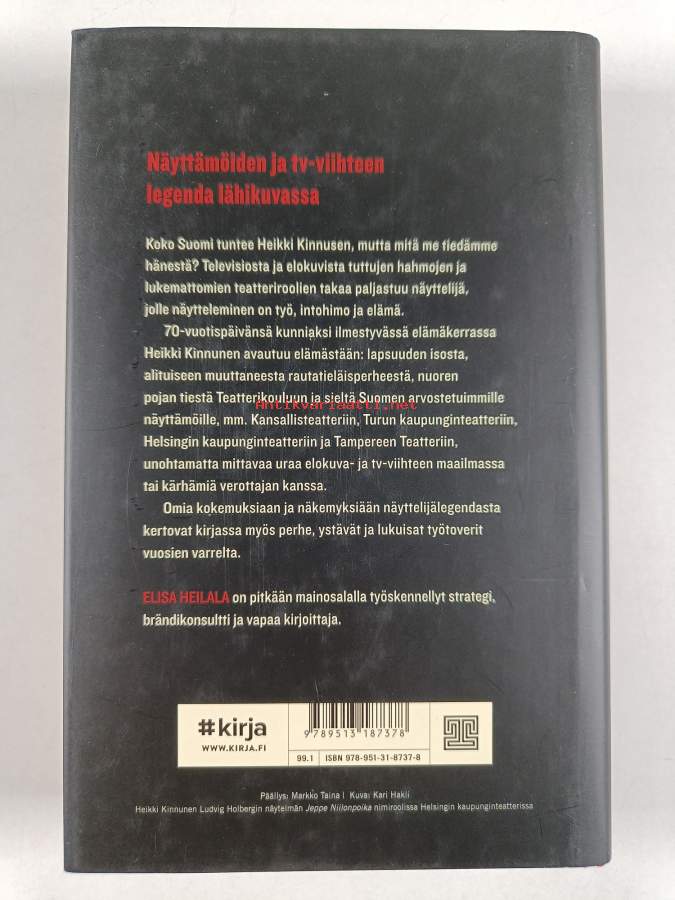 Näyttämöiden ja tv-viihteen
legenda lähikuvassa
Koko Suomi tuntee Heikki Kinnusen, mutta mitä me tiedämme
hänestä? Televisiosta ja elokuvista tuttujen hahmojen ja
lukemattomien teatteriroolien takaa paljastuu näyttelijä,
jolle näytteleminen on työ, intohimo ja elämä.
70-vuotispäivänsä kunniaksi ilmestyvässä elämäkerrassa
Heikki Kinnunen avautuu elämästään: lapsuuden isosta,
alituiseen muuttaneesta rautatieläisperheestä, nuoren
pojan tiestä Teatterikouluun ja sieltä Suomen arvostetuimmille
Antikvariaatti.net
näyttämöille, mm. Kansallisteatteriin, Turun kaupunginteatteriin,
Helsingin kaupunginteatteriin ja Tampereen Teatteriin,
unohtamatta mittavaa uraa elokuva- ja tv-viihteen maailmassa
tai kärhämiä verottajan kanssa.
Omia kokemuksiaan ja näkemyksiään näyttelijälegendasta
kertovat kirjassa myös perhe, ystävät ja lukuisat työtoverit
vuosien varrelta.
ELISA HEILALA on pitkään mainosalalla työskennellyt strategi,
brändikonsultti ja vapaa kirjoittaja.
#kirja
WWW.KIRJA.FI
9789513187378
99.1 ISBN 978-951-31-8737-8
Päällys: Markko Taina | Kuva: Kari Hakli
Heikki Kinnunen Ludvig Holbergin näytelmän Jeppe Niilonpoika nimiroolissa Helsingin kaupunginteatterissa